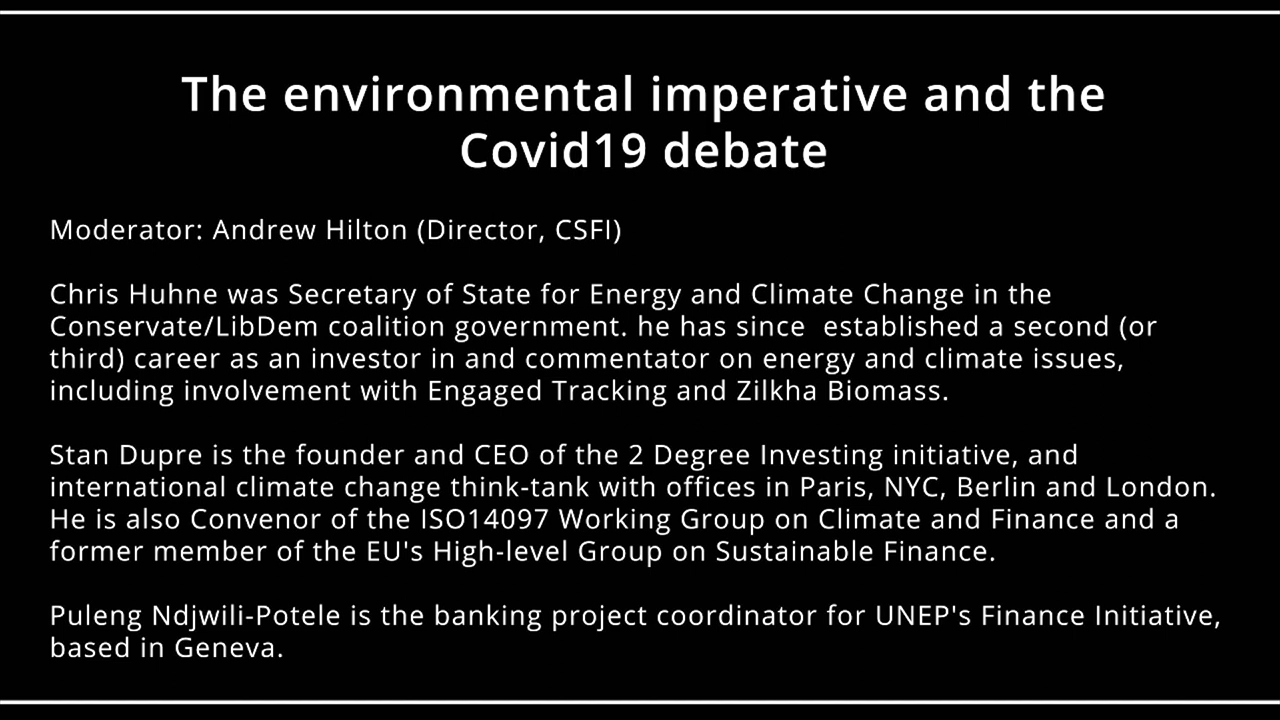 The environmental imperative and the
Covid19 debate
Moderator: Andrew Hilton (Director, CSFI)
Chris Huhne was Secretary of State for Energy and Climate Change in the
Conservate/LibDem coalition government. he has since  established a second (or
third) career as an investor in and commentator on energy and climate issues,
including involvement with Engaged Tracking and Zilkha Biomass.
Stan Dupre is the founder and CEO of the 2 Degree Investing initiative, and
international climate change think-tank with offices in Paris, NYC, Berlin and London.
He is also Convenor of the ISO14097 Working Group on Climate and Finance and a
former member of the EU's High-level Group on Sustainable Finance.
Puleng Ndjwili-Potele is the banking project coordinator for UNEP's Finance Initiative,
based in Geneva.